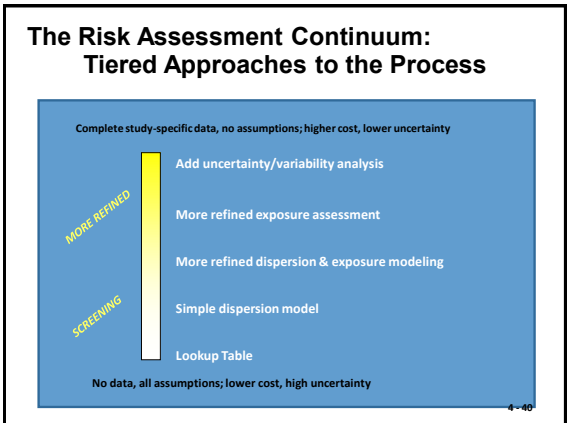 The Risk Assessment Continuum:
Tiered Approaches to the Process
Complete study-specific data, no assumptions; higher cost, lower uncertainty
Add uncertainty/variability analysis
MORE REFINED
More refined exposure assessment
More refined dispersion & exposure modeling
SCREENING
Simple dispersion model
Lookup Table
No data, all assumptions; lower cost, high uncertainty
4 - 40